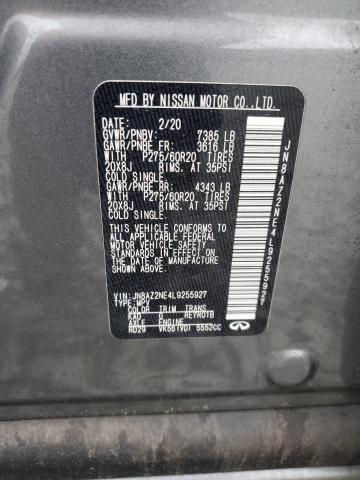 MFD BY NISSAN MOTOR CO.,LTD.
DATE: 2/20
GVWR/PNBV: 7385 LB
GAWR/PNBE FR: 3616 LB
WITH P275/60R20 TIRES
20X8J RIMS. AT 35PSI
COLD SINGLE.
GAWR/PNBE RR: 4343 LB
WITH P275/60R20 TIRES
20X8J RIMS. AT 35PSI
COLD SINGLE.
THIS VEHICLE CONFORMS TO
ALL APPLICABLE FEDERAL
MOTOR VEHICLE SAFETY
STANDARDS IN EFFECT ON THE
DATE OF MANUFACTURE SHOWN
ABOVE.
VIN: JN8AZ2NE4L9255927
TYPE: MPV
COLOR TRIM TRANS
KAD G RE7R01B
AXLE ENGINE
RD29 VK56(VD) 5552CC
INFINITI
JN8AZ2NE4L9255927